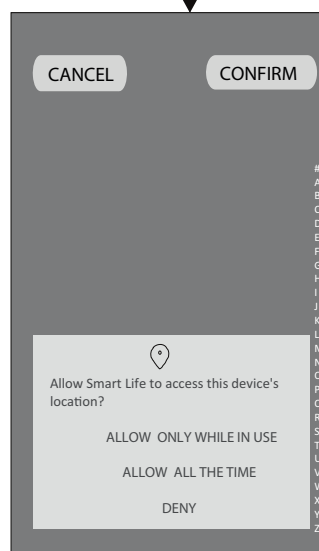 CANCEL CONFIRM
#
A
B
C
D
E
F
G
H
I
J
K
L
M
N
O
P
Q
R
S
T
U
V
W
X
Y
Z
Allow Smart Life to access this device's
location?
ALLOW ONLY WHILE IN USE
ALLOW ALL THE TIME
DENY